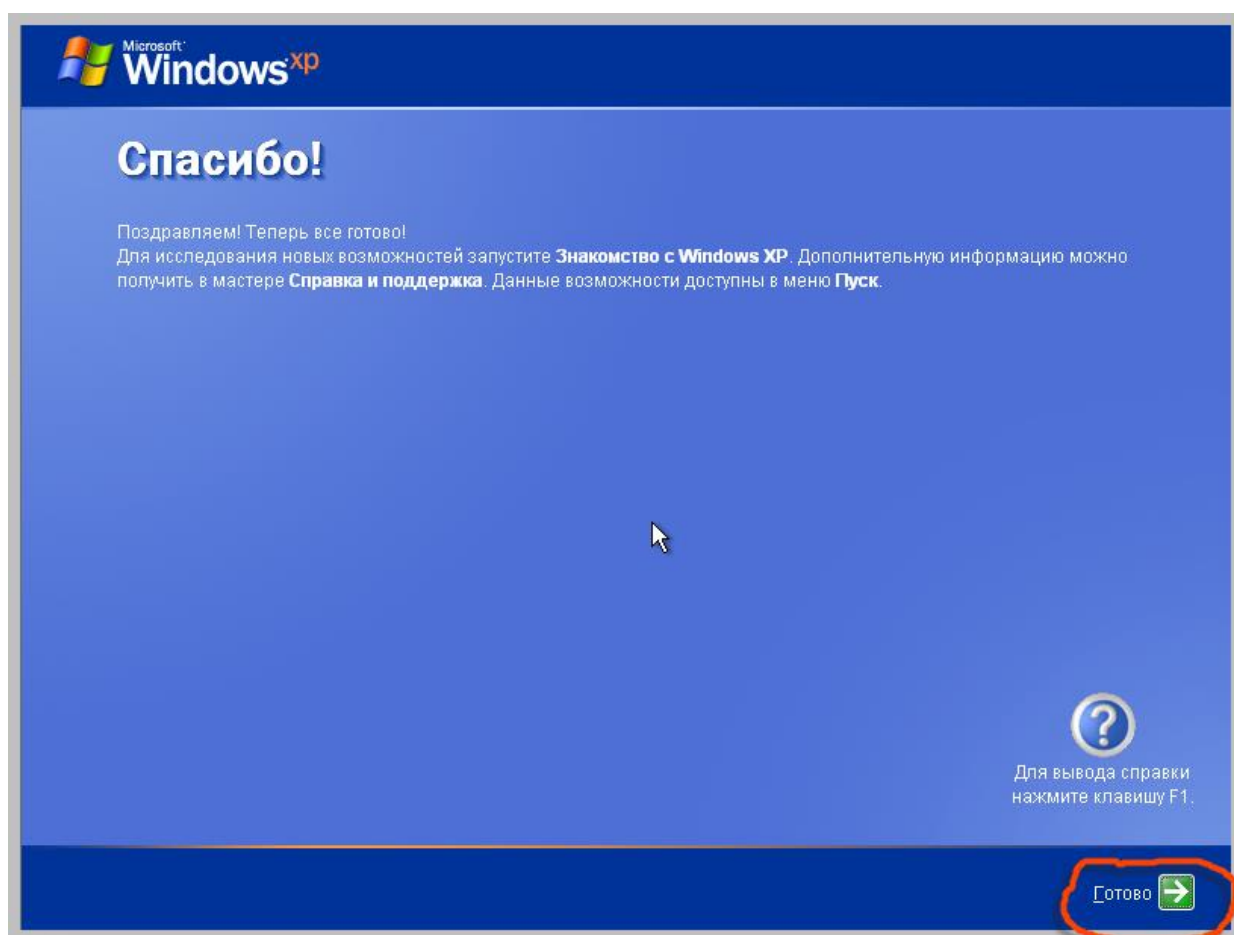 Microsoft
Windows xp
Спасибо!
Поздравляем! Теперь все готово!
Для исследования новых возможностей запустите Знакомство с Windows XP. Дополнительную информацию можно
получить в мастере Справка и поддержка. Данные возможности доступны в меню Пуск.
Для вывода справки
нажмите клавишу F1.
Готово